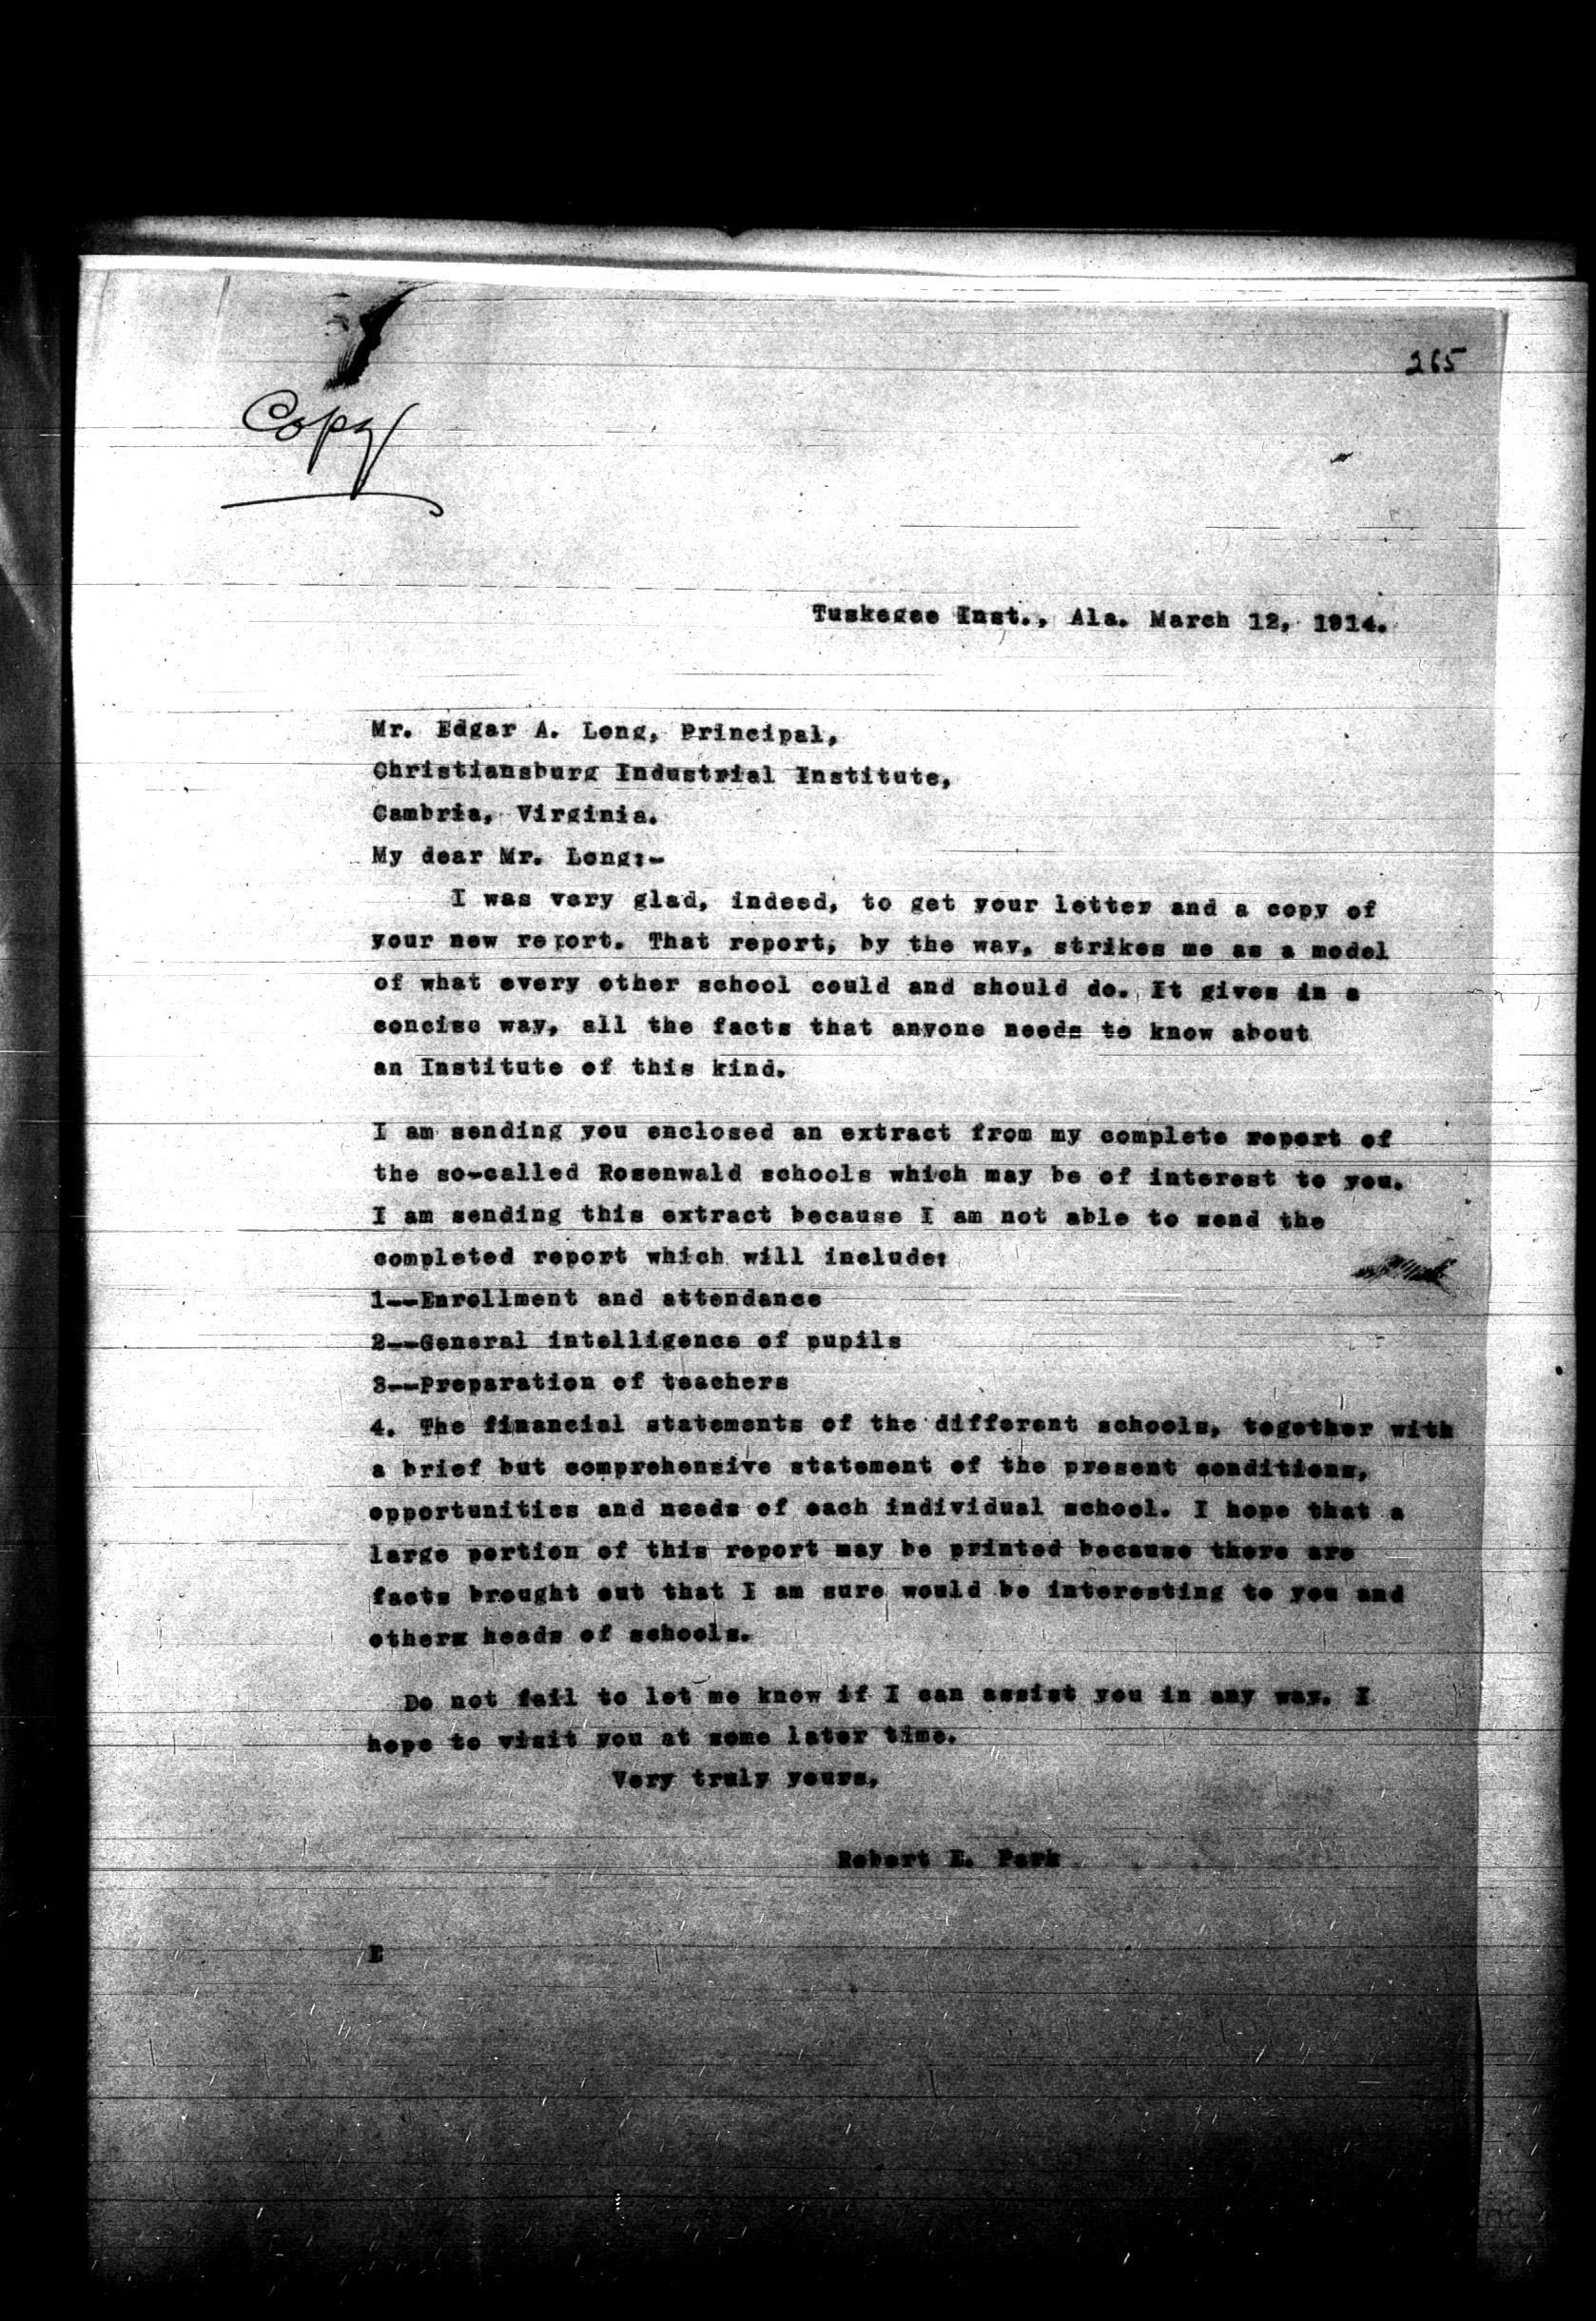 265
Copy
Tuskegee Inst., Ala. March 12, 1914.
Mr. Edgar A. Long, Principal,
Christiansburg Industrial Institute,
Cambria, Virginia.
My dear Mr. Long:-
I was very glad, indeed, to get your letter and a copy of
your new report. That report, by the way, strikes me as a model
of what every other school could and should do. It gives in a
concise way, all the facts that anyone needs to know about
an Institute of this kind.
I am sending you enclosed an extract from my complete report of
the so-called Rosenwald schools which may be of interest to you.
I am sending this extract because I am not able to send the
completed report which will include:
1--Enrollment and attendance
2--General intelligence of pupils
3--Preparation of teachers
4. The financial statements of the different schools, together with
a brief but comprehensive statement of the present conditions,
opportunities and needs of each individual school. I hope that a
large portion of this report may be printed because there are
facts brought out that I am sure would be interesting to you and
others heads of schools.
Do not fail to let me know if I can assist you in any way. I
hope to visit you at some later time.
Very truly yours,
Robert E. Park
E